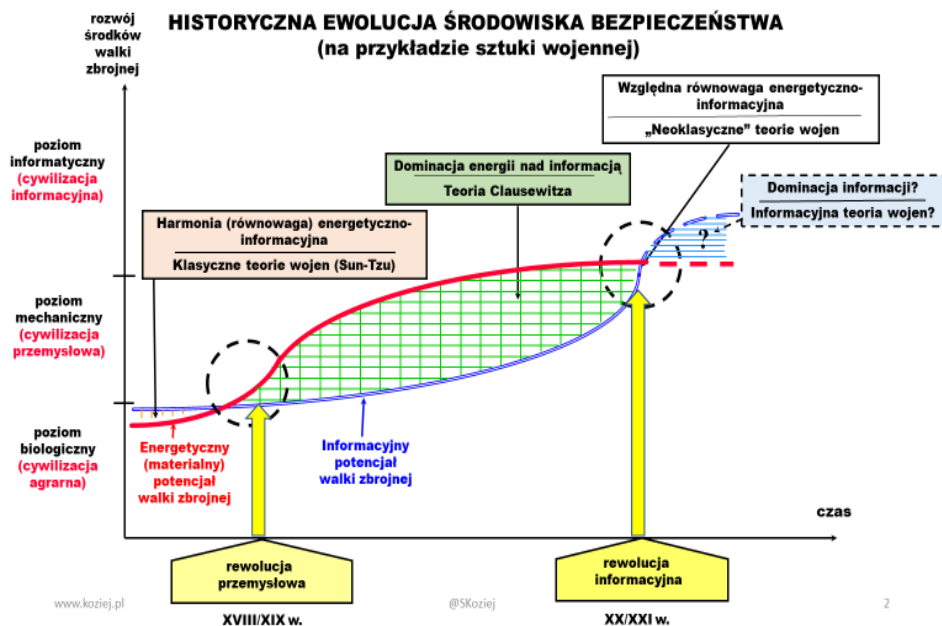 HISTORYCZNA EWOLUCJA ŚRODOWISKA BEZPIECZEŃSTWA
(na przykładzie sztuki wojennej)
rozwój
środków
walki
zbrojnej
Względna równowaga energetyczno-
informacyjna
„Neoklasyczne” teorie wojen
poziom
informatyczny
(cywilizacja
informacyjna)
Dominacja energii nad informacją
Teoria Clausewitza
Dominacja informacji?
Informacyjna teoria wojen?
?
Harmonia (równowaga) energetyczno-
informacyjna
Klasyczne teorie wojen (Sun-Tzu)
poziom
mechaniczny
(cywilizacja
przemysłowa)
poziom
biologiczny
(cywilizacja
agrarna)
Energetyczny
(materialny)
potencjał
walki zbrojnej
Informacyjny
potencjał
walki zbrojnej
czas
rewolucja
przemysłowa
rewolucja
informacyjna
www.koziej.pl
@SKoziej
2
XVIII/XIX w.
XX/XXI w.